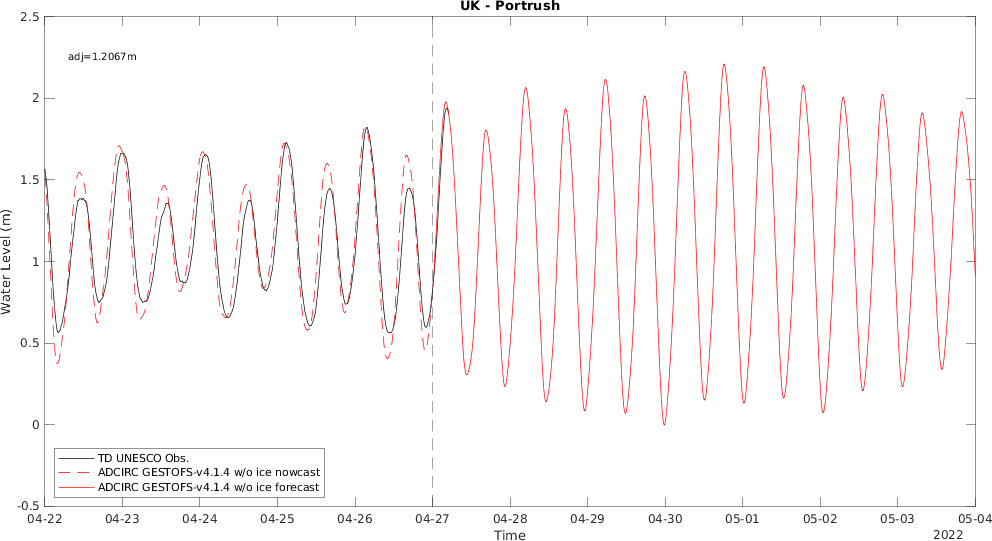 UK - Portrush
2.5
adj=1.2067m
2
1.5
1
0.5
0
-0.5
Water Level (m)
TD UNESCO Obs.
ADCIRC GESTOFS-v4.1.4 w/o ice nowcast
ADCIRC GESTOFS-v4.1.4 w/o ice forecast
04-22 04-23 04-24 04-25 04-26 04-27 04-28 04-29 04-30 05-01 05-02 05-03 05-04
Time
2022